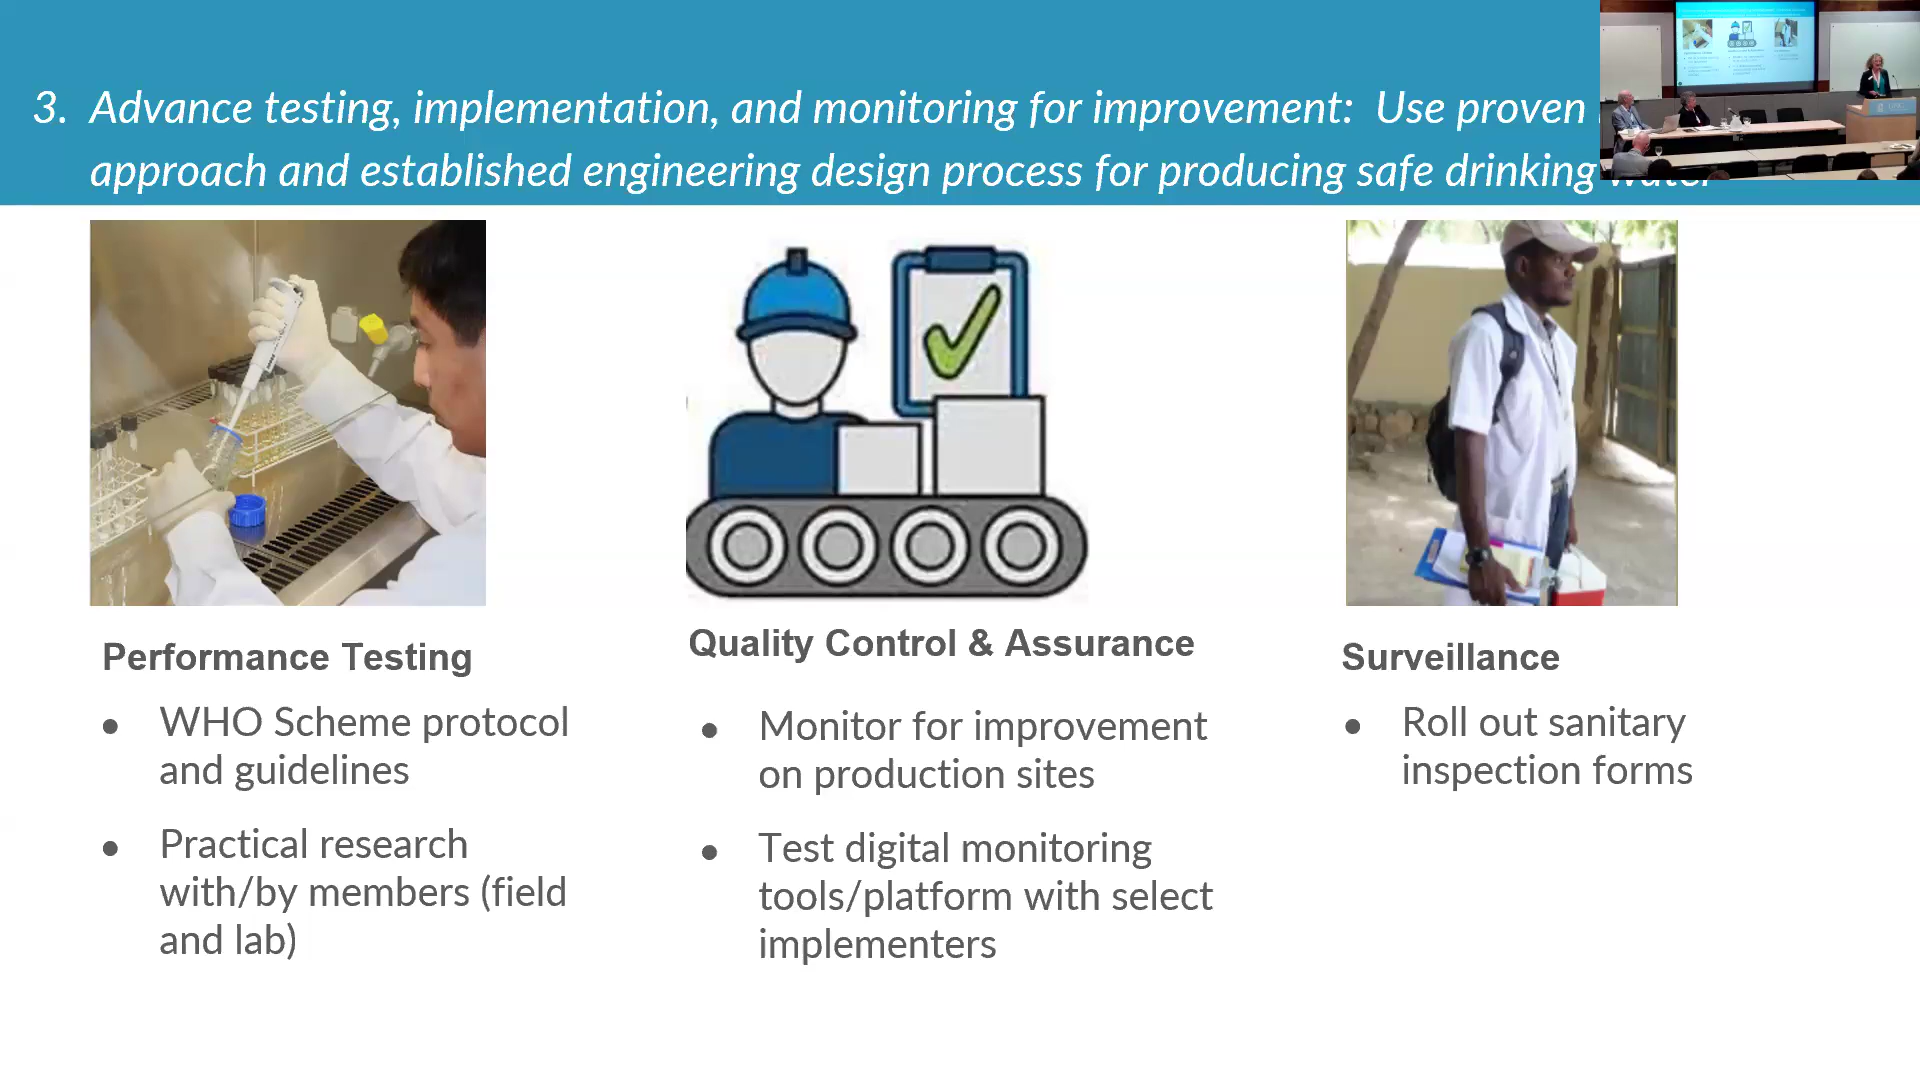 3. Advance testing, implementation, and monitoring for improvement: Use proven
approach and established engineering design process for producing safe drinking water
Performance Testing
• WHO Scheme protocol
and guidelines
• Practical research
with/by members (field
and lab)
Quality Control & Assurance
• Monitor for improvement
on production sites
• Test digital monitoring
tools/platform with select
implementers
Surveillance
• Roll out sanitary
inspection forms